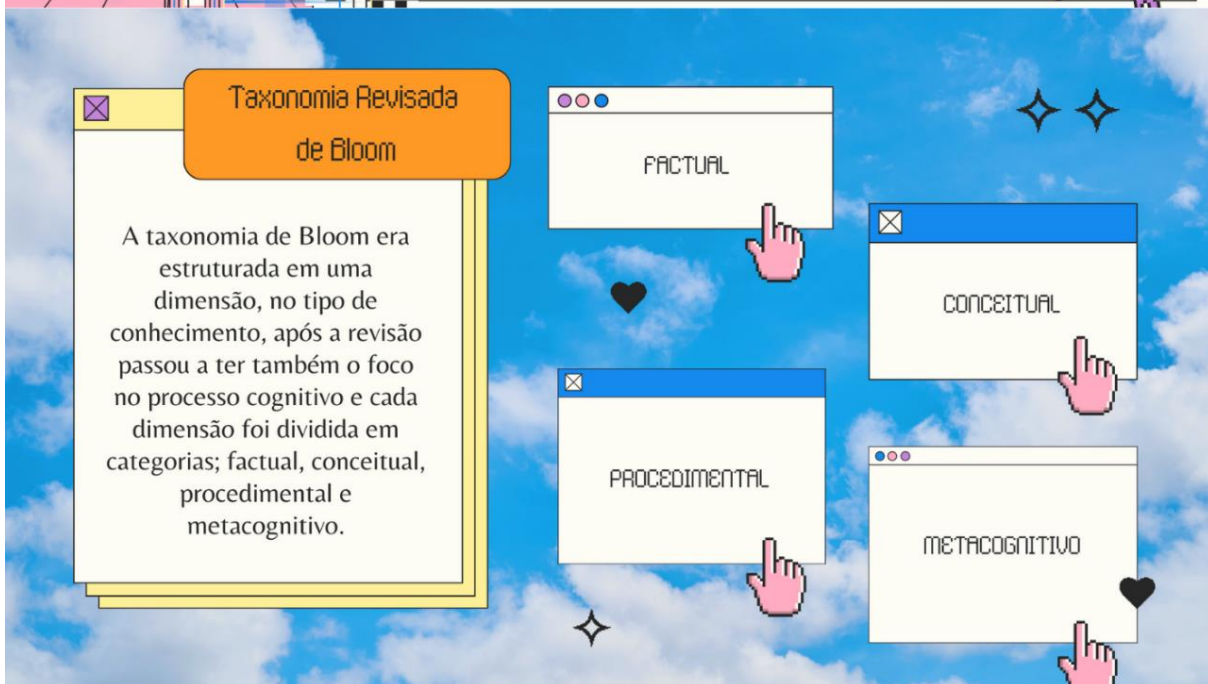 Taxonomia Revisada
de Bloom
A taxonomia de Bloom era
estruturada em uma
dimensão, no tipo de
conhecimento, após a revisão
passou a ter também o foco
no processo cognitivo e cada
dimensão foi dividida em
categorias; factual, conceitual,
procedimental e
metacognitivo.
FACTUAL
CONCEITUAL
PROCEDIMENTAL
METACOGNITIVO